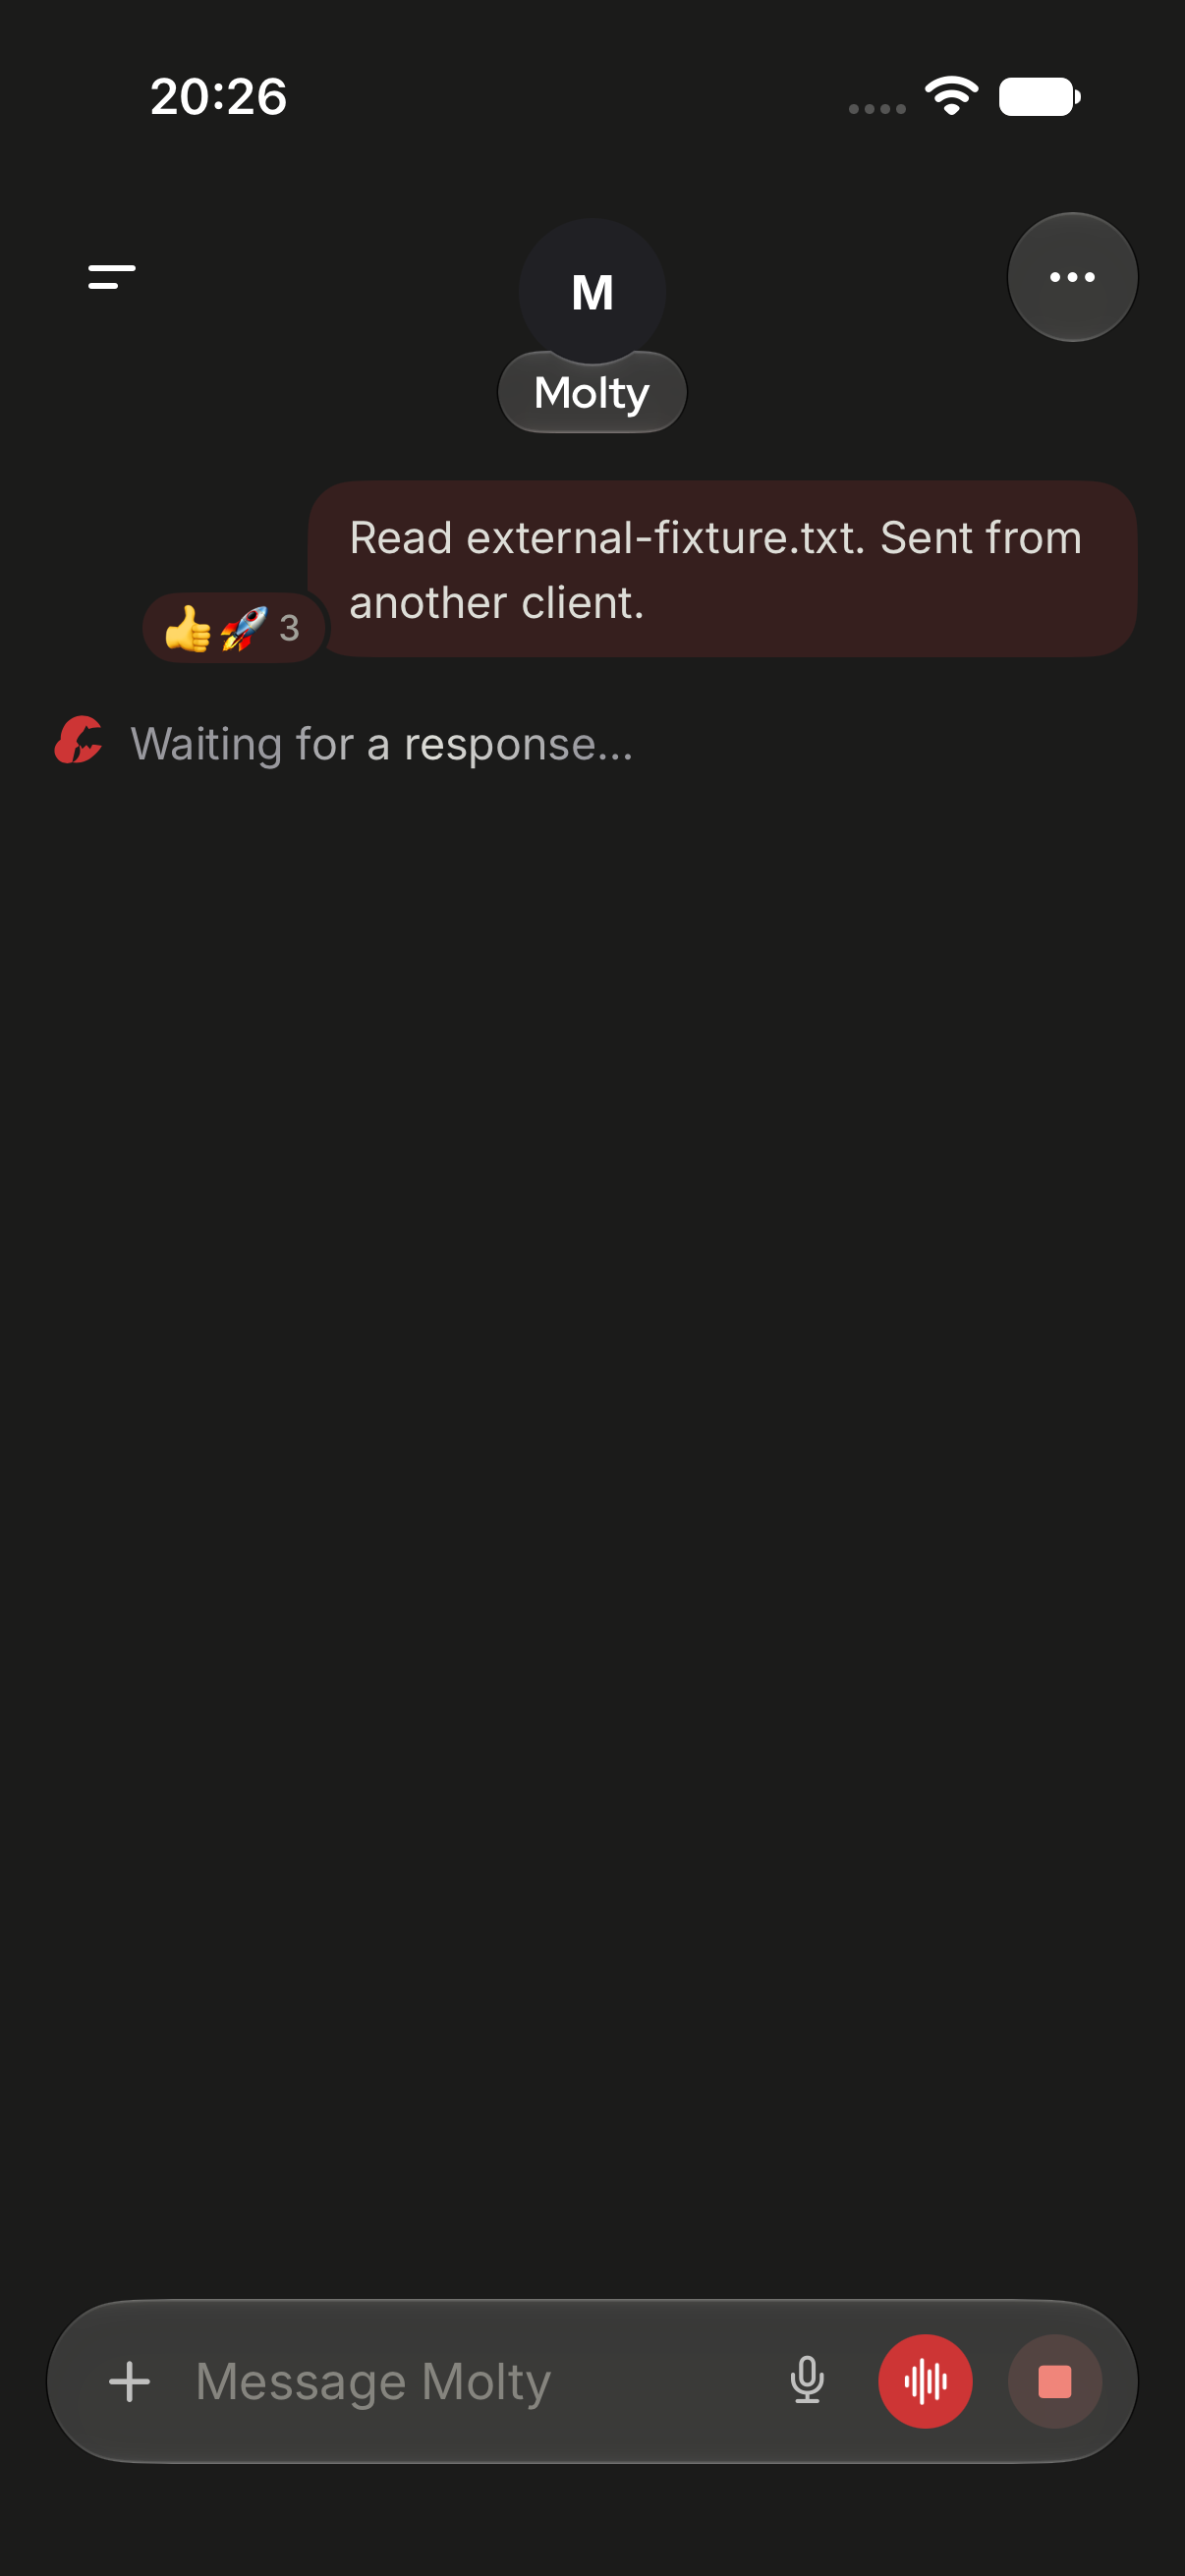 20:26
M
Molty
Read external-fixture.txt. Sent from
another client.
👍🚀 3
Waiting for a response...
Message Molty